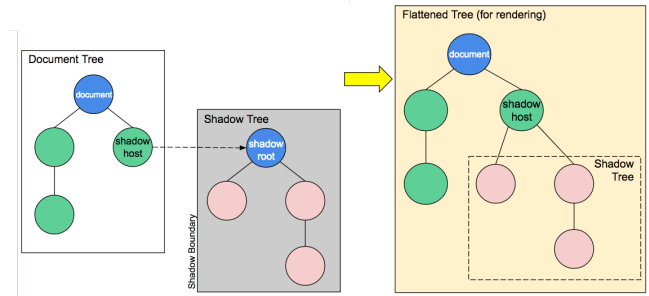 Document Tree
document
shadow
host
Shadow Tree
shadow
root
Shadow Boundary
Flattened Tree (for rendering)
document
shadow
host
Shadow
Tree